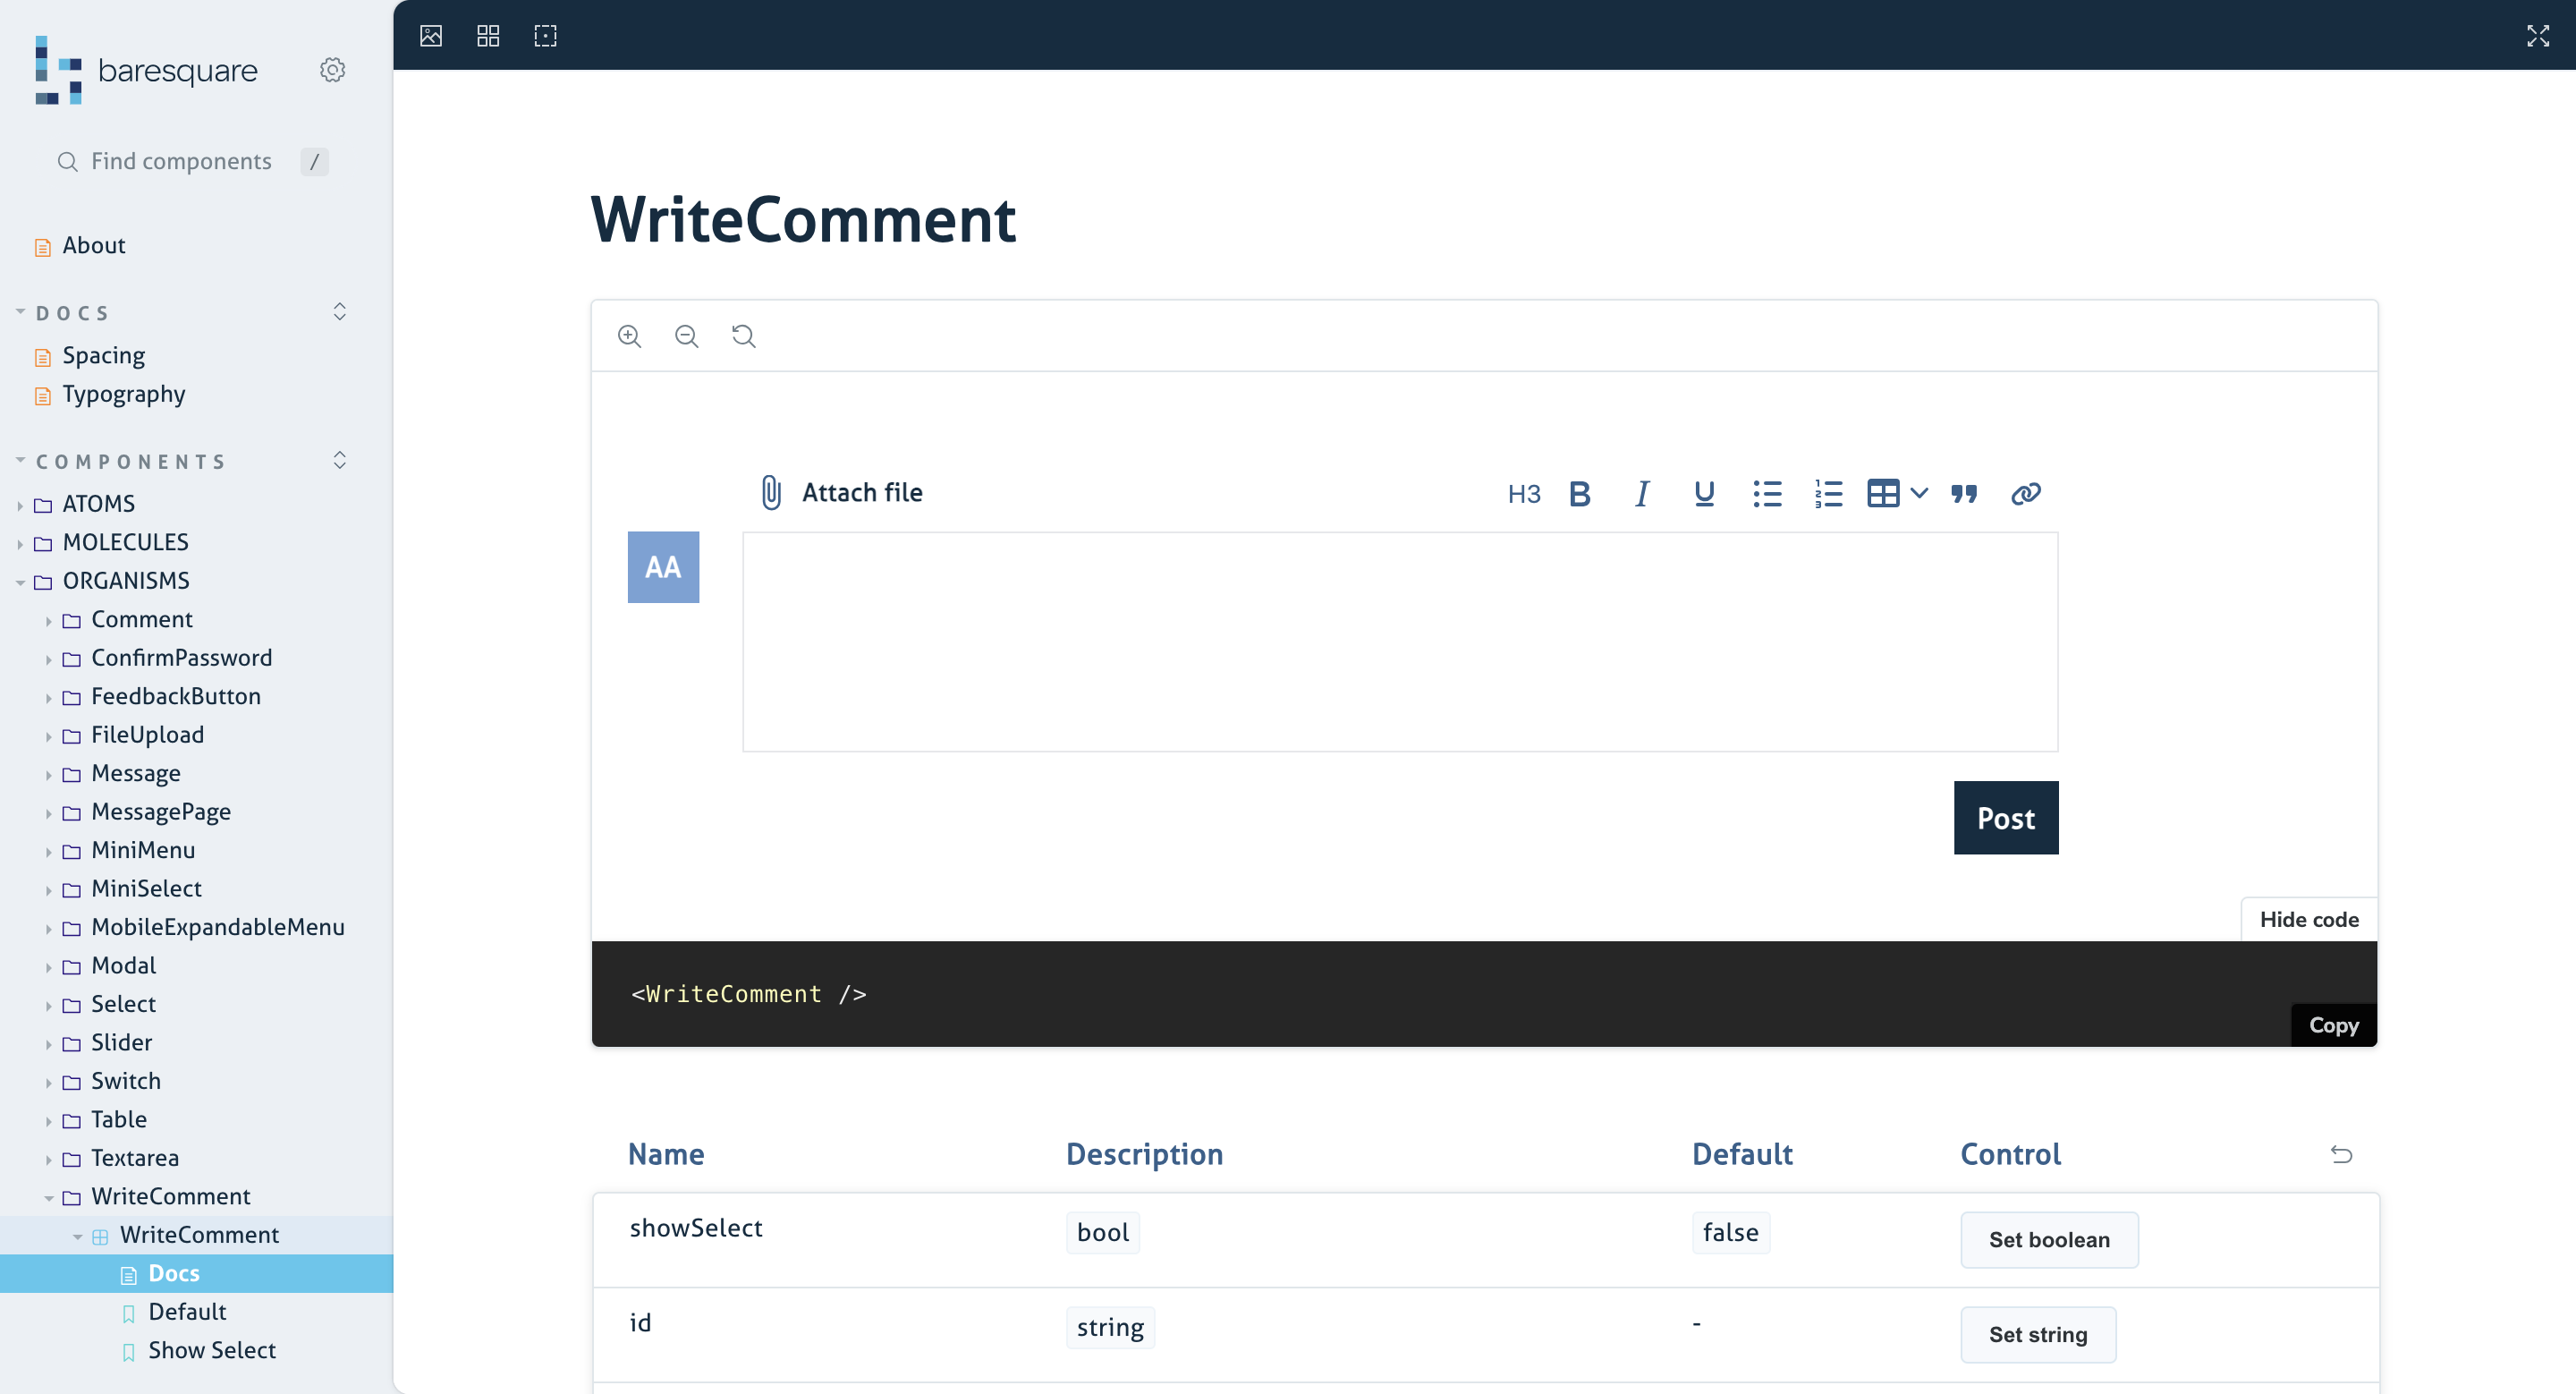 baresquare
Find components /
About
DOCS
Spacing
Typography
COMPONENTS
ATOMS
MOLECULES
ORGANISMS
Comment
ConfirmPassword
FeedbackButton
FileUpload
Message
MessagePage
MiniMenu
MiniSelect
MobileExpandableMenu
Modal
Select
Slider
Switch
Table
Textarea
WriteComment
WriteComment
Docs
Default
Show Select
WriteComment
Attach file H3 B I U
AA
Post
Hide code
<WriteComment />
Copy
Name Description Default Control
showSelect bool false Set boolean
id string - Set string